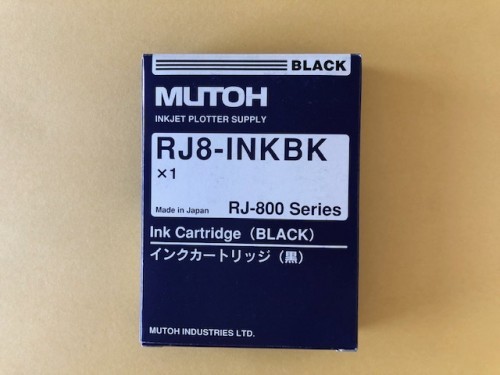 BLACK
MUTOH
INKJET PLOTTER SUPPLY
RJ8-INKBK
×1
Made in Japan RJ-800 Series
Ink Cartridge (BLACK)
インクカートリッジ（黒）
MUTOH INDUSTRIES LTD.